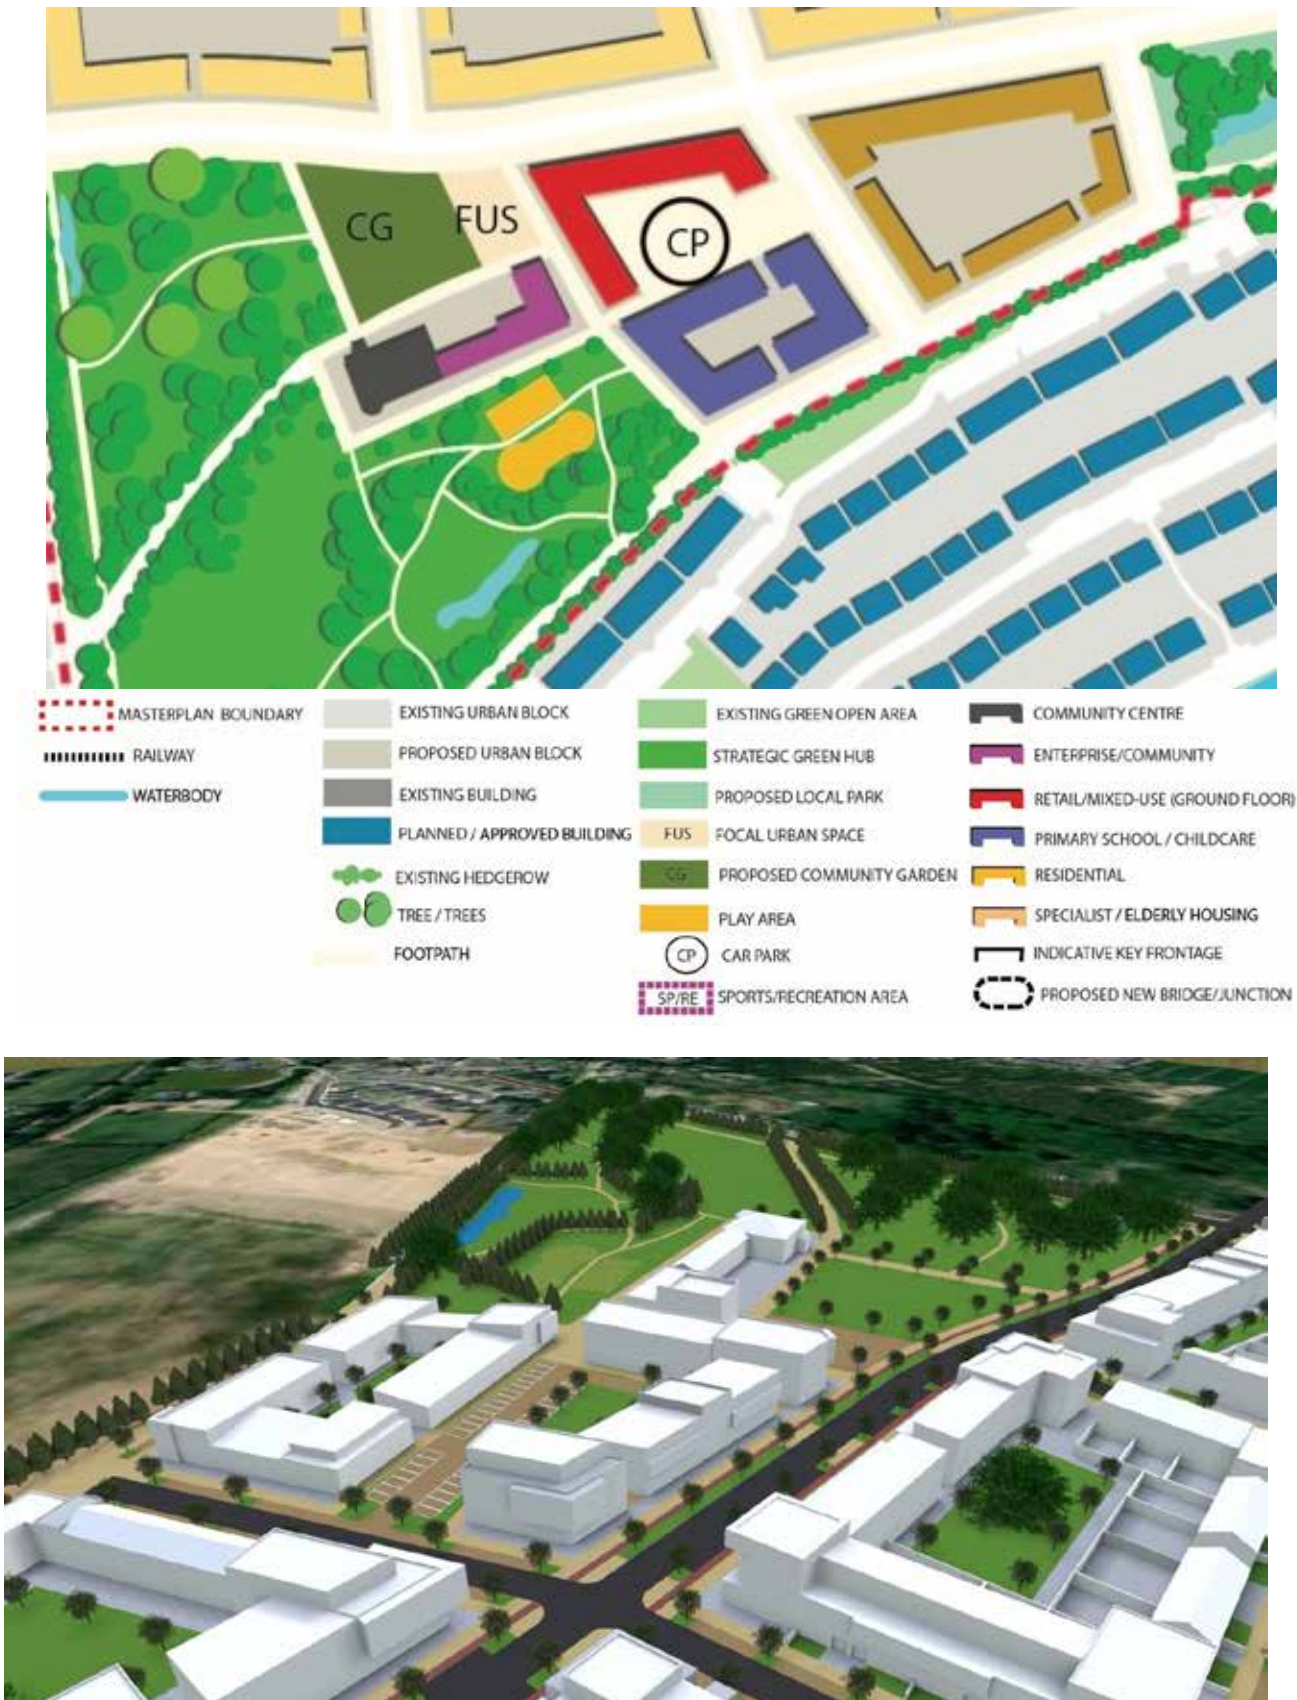 CG
FUS
CP
MASTERPLAN BOUNDARY
RAILWAY
WATERBODY
EXISTING URBAN BLOCK
PROPOSED URBAN BLOCK
EXISTING BUILDING
PLANNED / APPROVED BUILDING
EXISTING HEDGEROW
TREE / TREES
FOOTPATH
EXISTING GREEN OPEN AREA
STRATEGIC GREEN HUB
PROPOSED LOCAL PARK
FUS FOCAL URBAN SPACE
CG PROPOSED COMMUNITY GARDEN
PLAY AREA
CP CAR PARK
SP/RE SPORTS/RECREATION AREA
COMMUNITY CENTRE
ENTERPRISE/COMMUNITY
RETAIL/MIXED-USE (GROUND FLOOR)
PRIMARY SCHOOL / CHILDCARE
RESIDENTIAL
SPECIALIST / ELDERLY HOUSING
INDICATIVE KEY FRONTAGE
PROPOSED NEW BRIDGE/JUNCTION